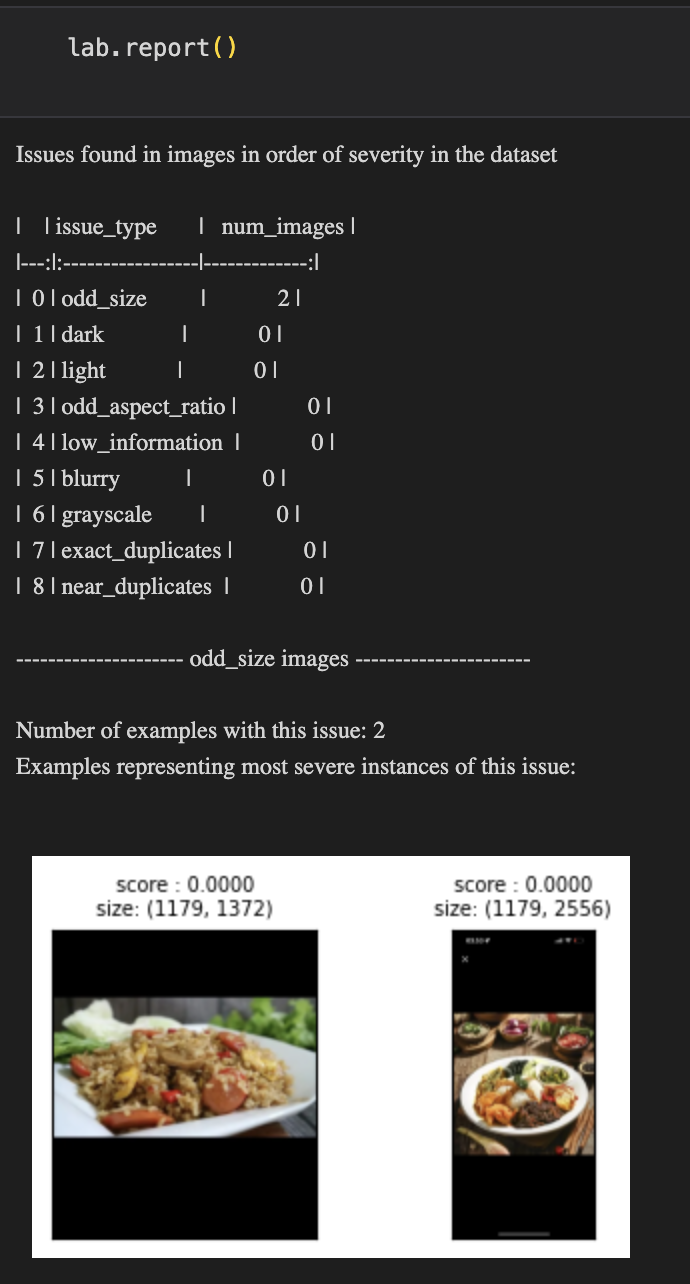 lab.report()
Issues found in images in order of severity in the dataset
| | issue_type | num_images |
|---:|:-----------------|-------------:|
| 0 | odd_size | 2 |
| 1 | dark | 0 |
| 2 | light | 0 |
| 3 | odd_aspect_ratio | 0 |
| 4 | low_information | 0 |
| 5 | blurry | 0 |
| 6 | grayscale | 0 |
| 7 | exact_duplicates | 0 |
| 8 | near_duplicates | 0 |
--------------------- odd_size images ----------------------
Number of examples with this issue: 2
Examples representing most severe instances of this issue:
score : 0.0000 score : 0.0000
size: (1179, 1372) size: (1179, 2556)